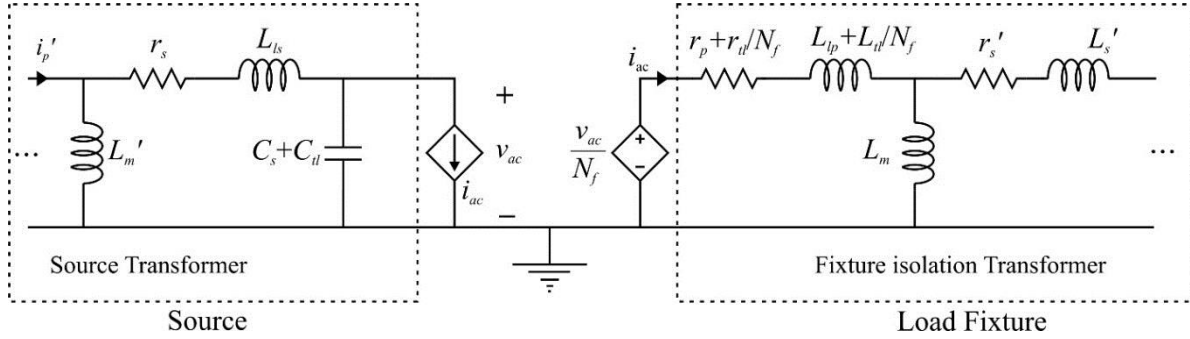 i_p' r_s L_ls i_ac r_p+r_tl/N_f L_lp+L_tl/N_f r_s' L_s'
... L_m' C_s+C_tl + v_ac − i_ac v_ac/N_f + − L_m ...
Source Transformer Fixture isolation Transformer
Source Load Fixture